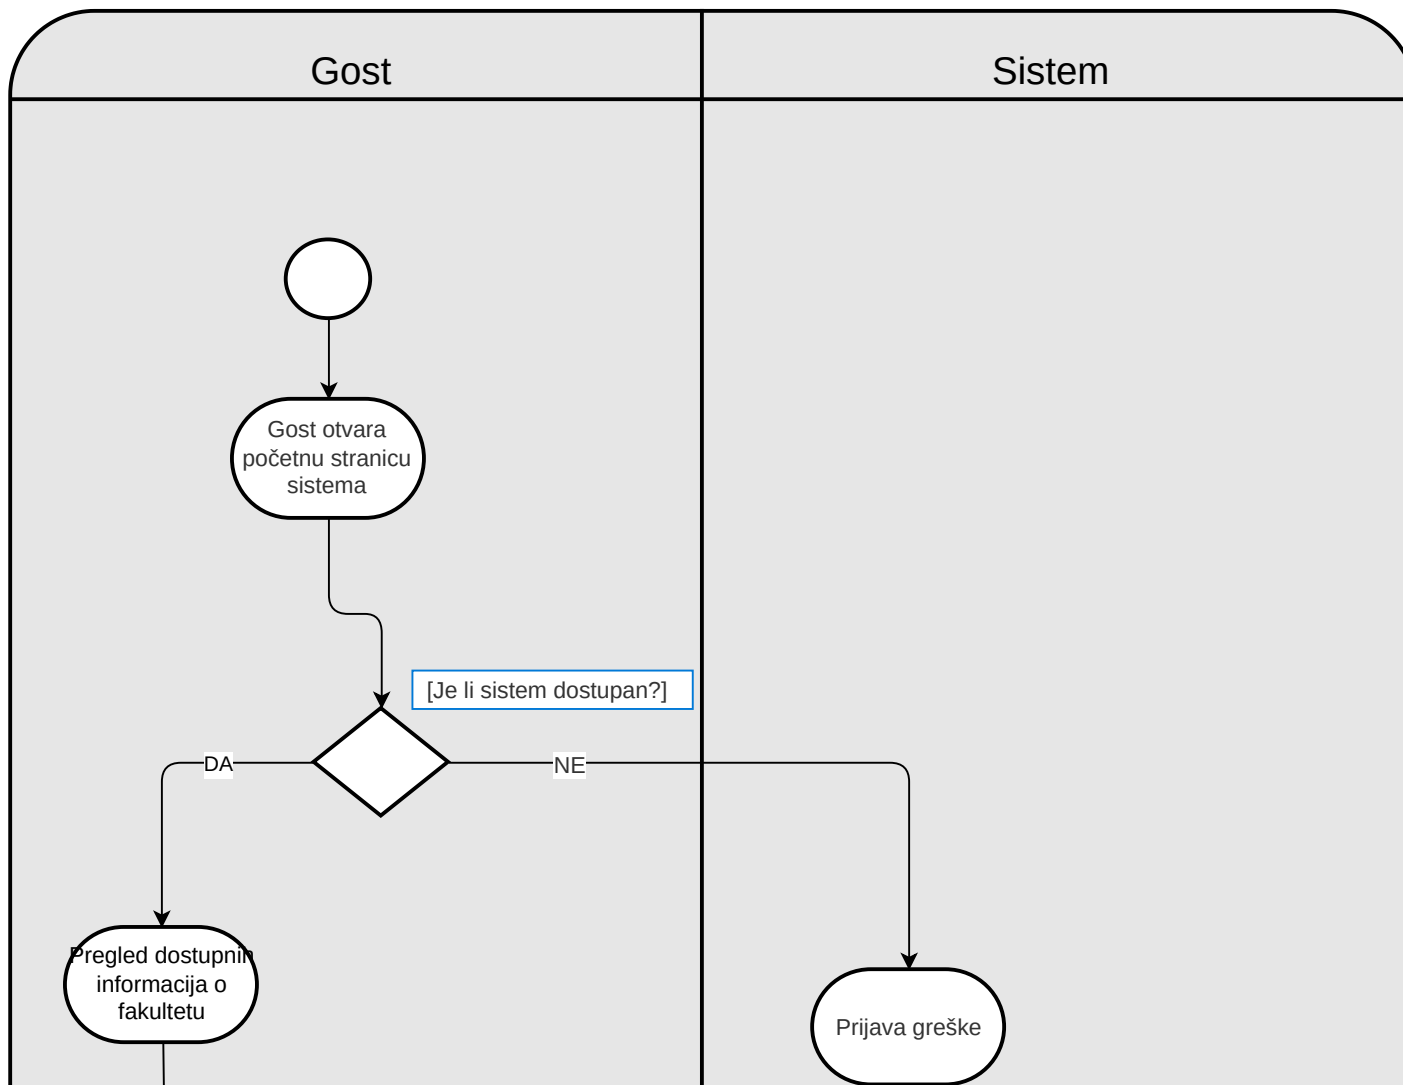 Gost
Sistem
Gost otvara
početnu stranicu
sistema
[Je li sistem dostupan?]
DA
NE
Pregled dostupnih
informacija o
fakultetu
Prijava greške